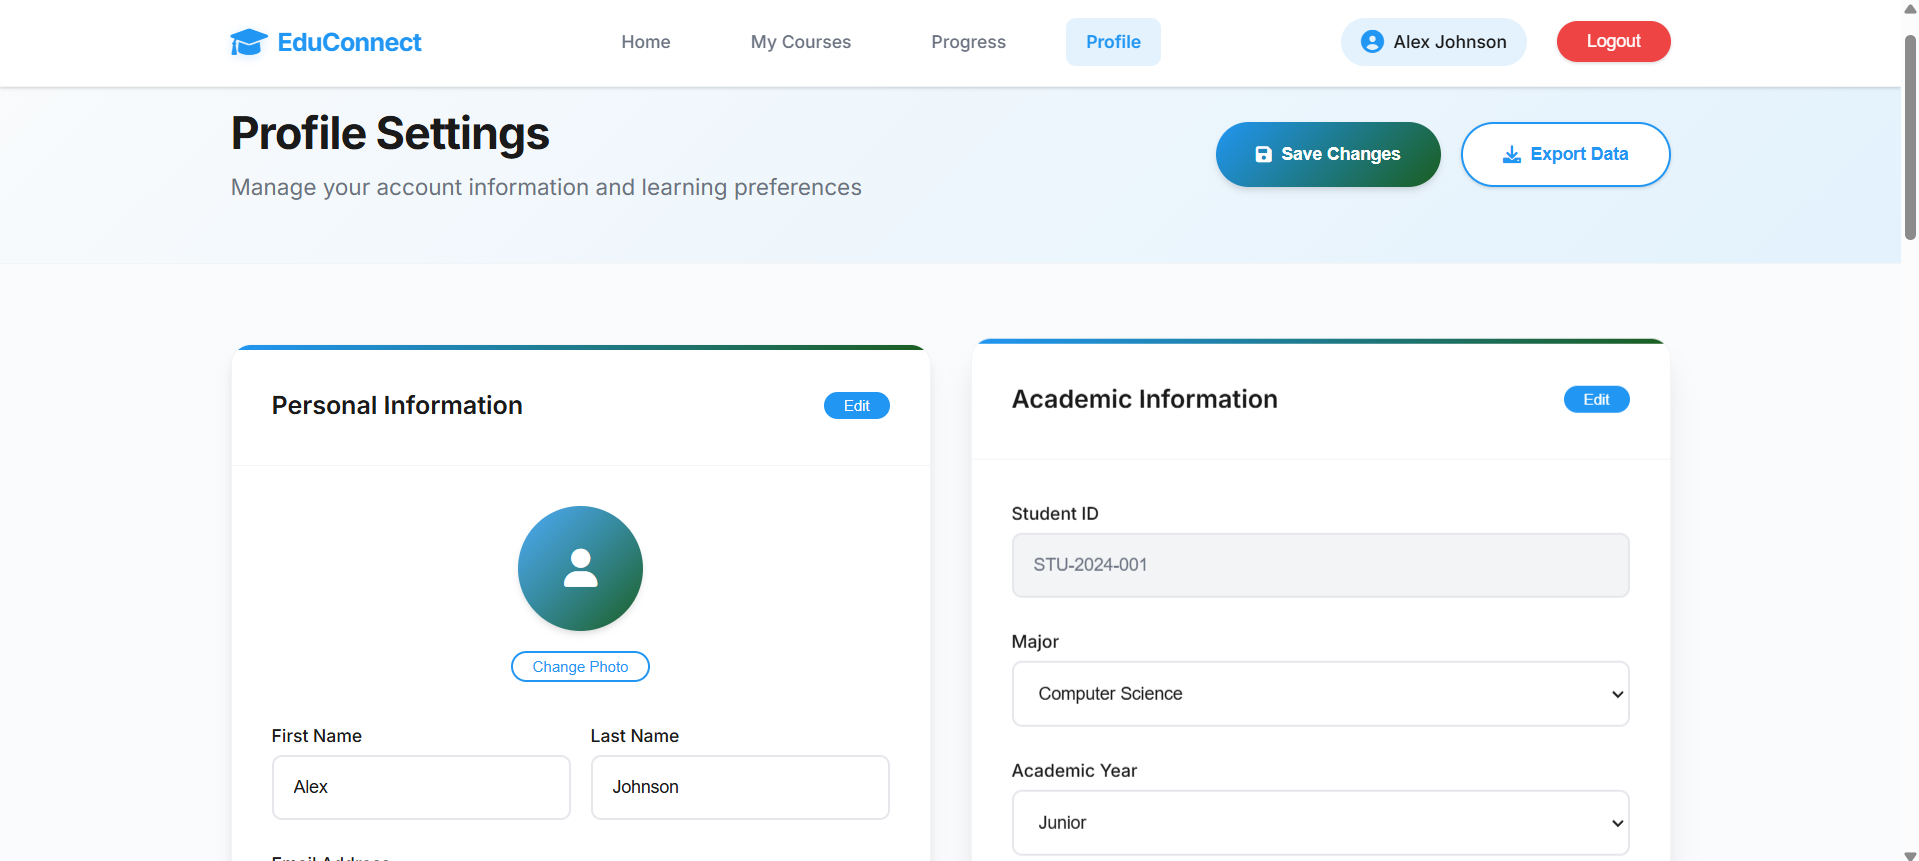 EduConnect
Home
My Courses
Progress
Profile
Alex Johnson
Logout
Profile Settings
Manage your account information and learning preferences
Save Changes
Export Data
Personal Information
Edit
Change Photo
First Name
Last Name
Alex
Johnson
Email Address
Academic Information
Edit
Student ID
STU-2024-001
Major
Computer Science
Academic Year
Junior